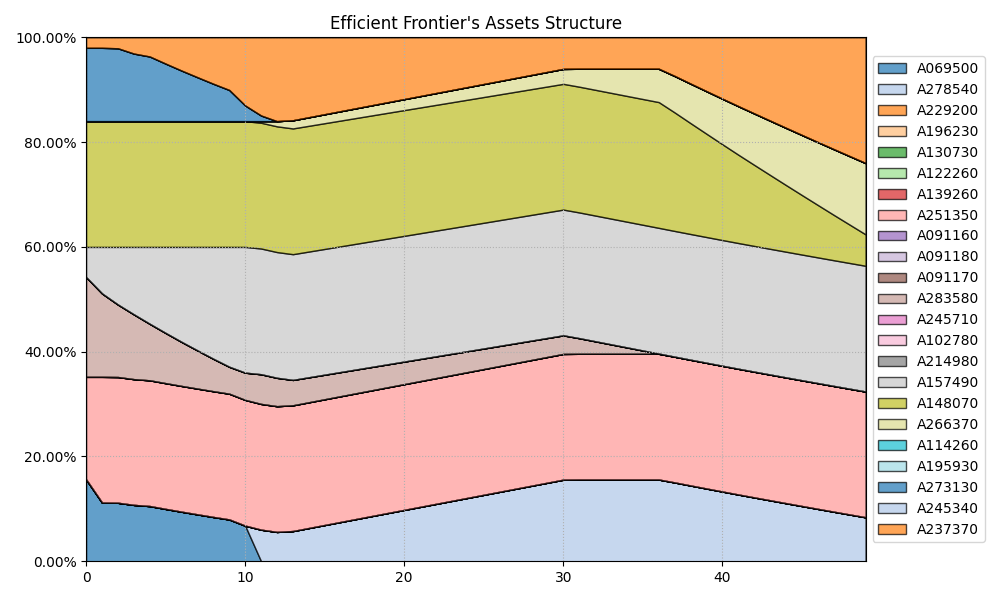 Efficient Frontier's Assets Structure
100.00%
80.00%
60.00%
40.00%
20.00%
0.00%
0
10
20
30
40
A069500
A278540
A229200
A196230
A130730
A122260
A139260
A251350
A091160
A091180
A091170
A283580
A245710
A102780
A214980
A157490
A148070
A266370
A114260
A195930
A273130
A245340
A237370